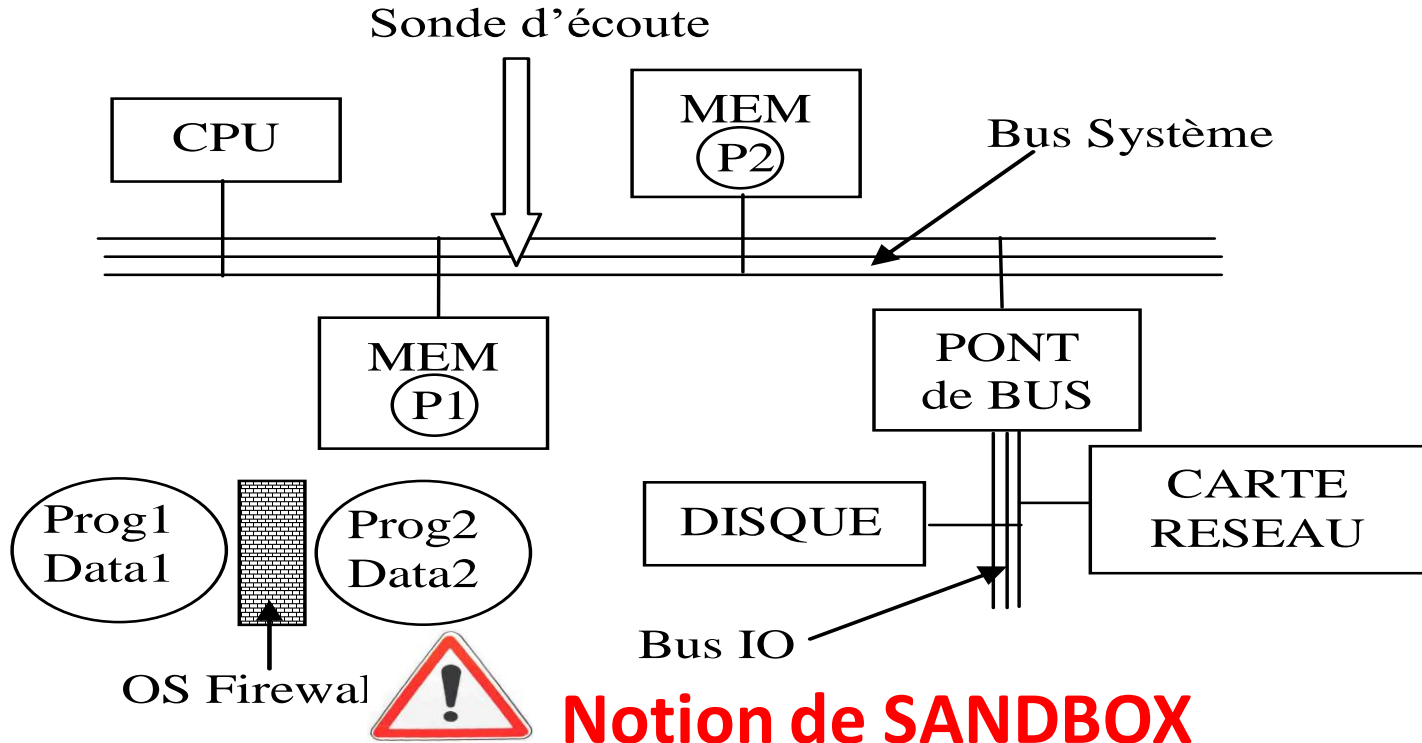 Sonde d'écoute
CPU
MEM
P2
Bus Système
MEM
P1
PONT
de BUS
Prog1
Data1
Prog2
Data2
DISQUE
CARTE
RESEAU
Bus IO
OS Firewal
Notion de SANDBOX